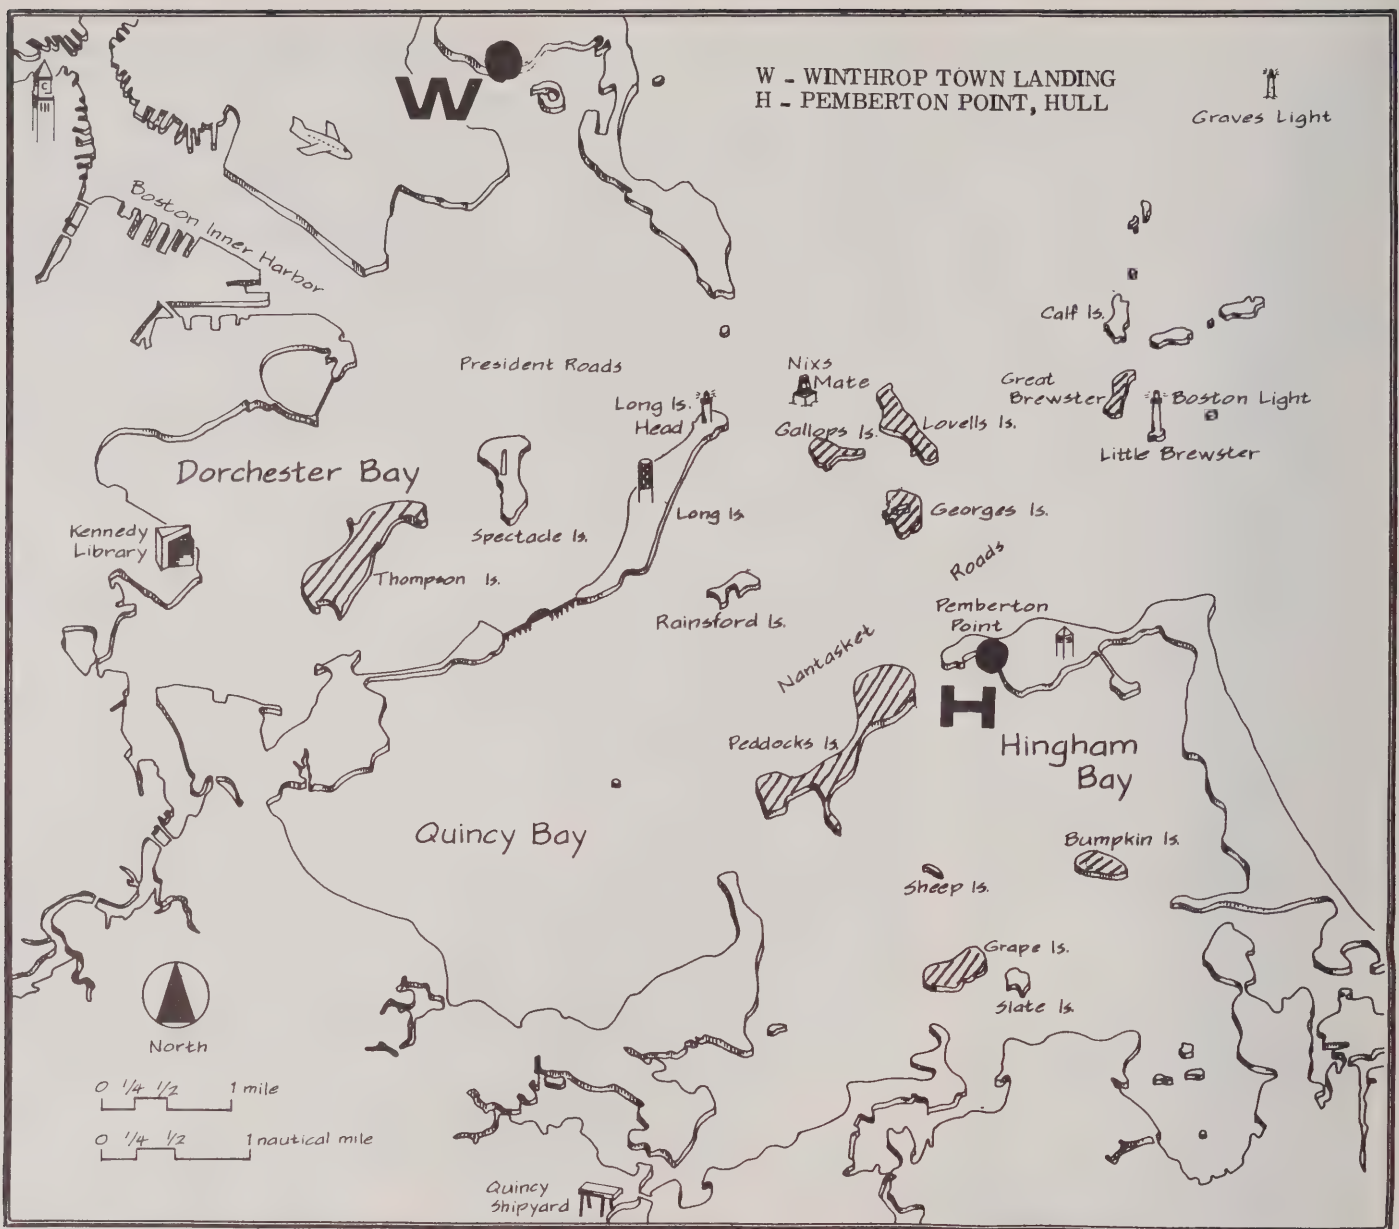 W
W - WINTHROP TOWN LANDING
H - PEMBERTON POINT, HULL
Graves Light
Boston Inner Harbor
Calf Is.
President Roads
Nixs
Mate
Long Is.
Head
Gallops Is.
Lovells Is.
Great
Brewster
Boston Light
Little Brewster
Dorchester Bay
Spectacle Is.
Long Is.
Georges Is.
Kennedy
Library
Thompson Is.
Rainsford Is.
Nantasket Roads
Pemberton
Point
H
Peddocks Is.
Hingham
Bay
Quincy Bay
Bumpkin Is.
Sheep Is.
Grape Is.
Slate Is.
North
0 1/4 1/2 1 mile
0 1/4 1/2 1 nautical mile
Quincy
Shipyard